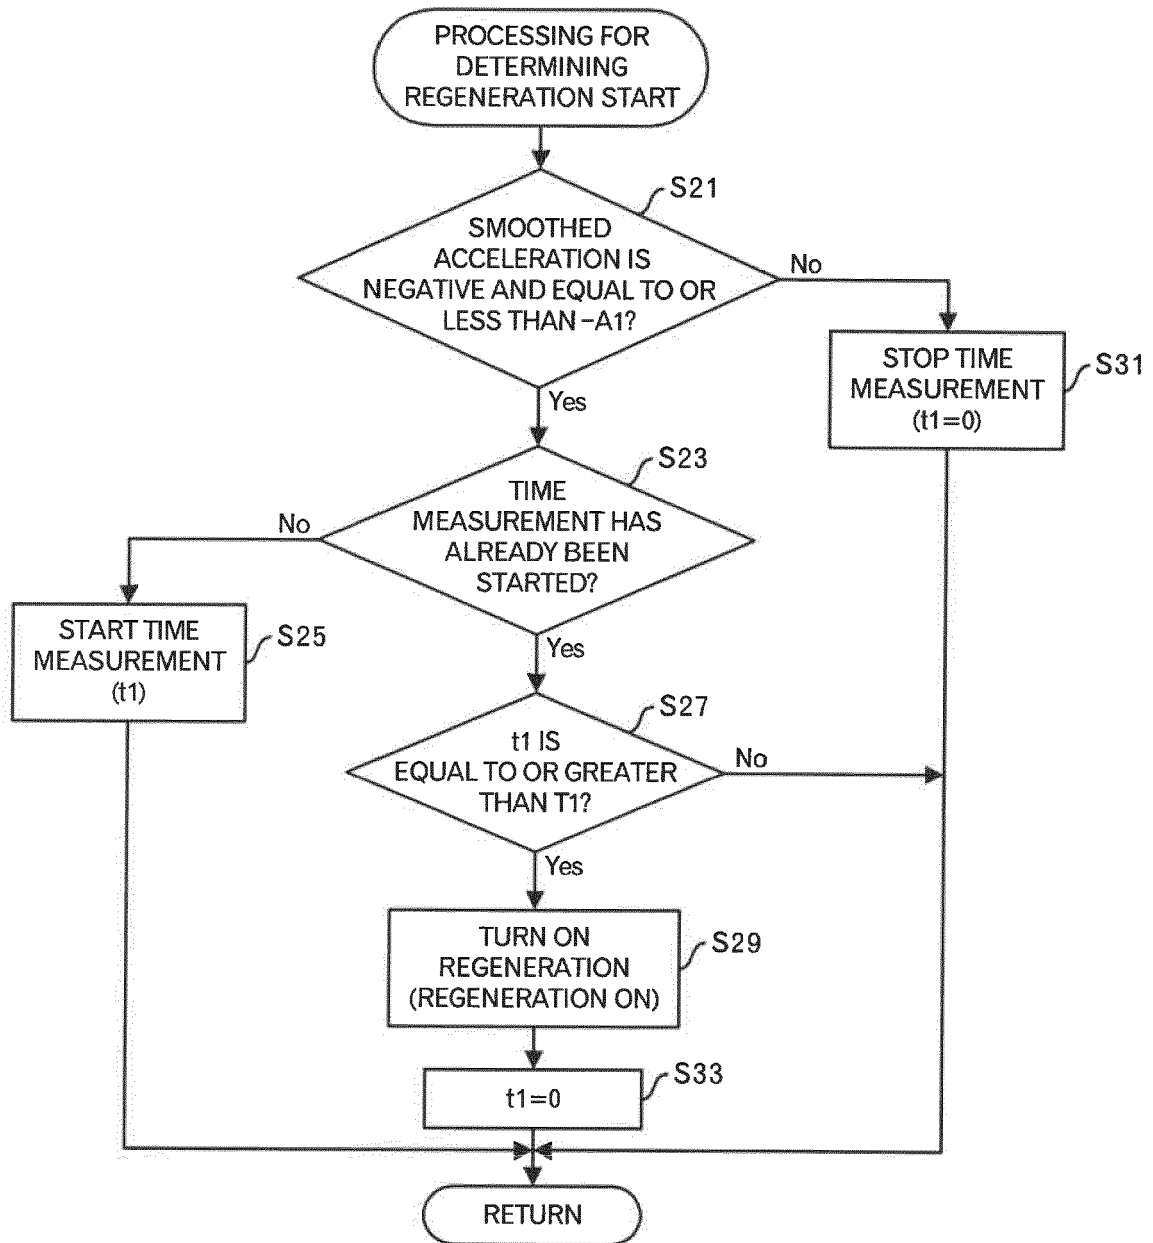 PROCESSING FOR
DETERMINING
REGENERATION START
S21
SMOOTHED
ACCELERATION IS
NEGATIVE AND EQUAL TO OR
LESS THAN -A1?
No
Yes
STOP TIME
MEASUREMENT
(t1=0)
S31
S23
TIME
MEASUREMENT HAS
ALREADY BEEN
STARTED?
No
Yes
START TIME
MEASUREMENT
(t1)
S25
S27
t1 IS
EQUAL TO OR GREATER
THAN T1?
No
Yes
TURN ON
REGENERATION
(REGENERATION ON)
S29
t1=0
S33
RETURN